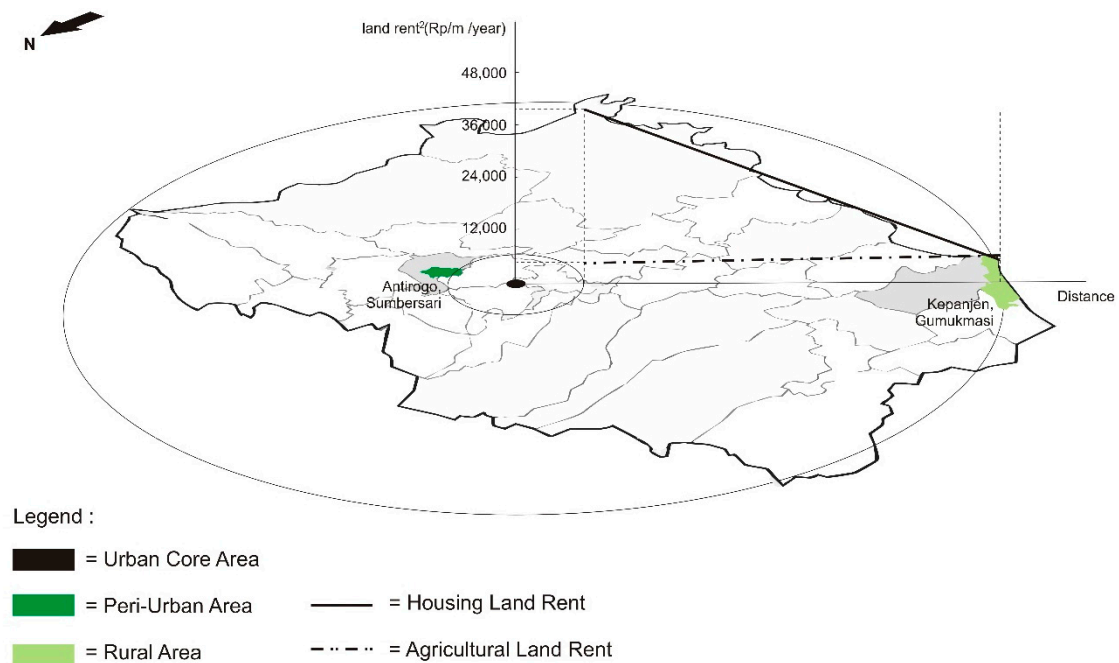 N
land rent²(Rp/m /year)
48,000
36,000
24,000
12,000
Antirogo,
Sumbersari
Kepanjen,
Gumukmasi
Distance
Legend :
= Urban Core Area
= Peri-Urban Area
= Rural Area
= Housing Land Rent
= Agricultural Land Rent